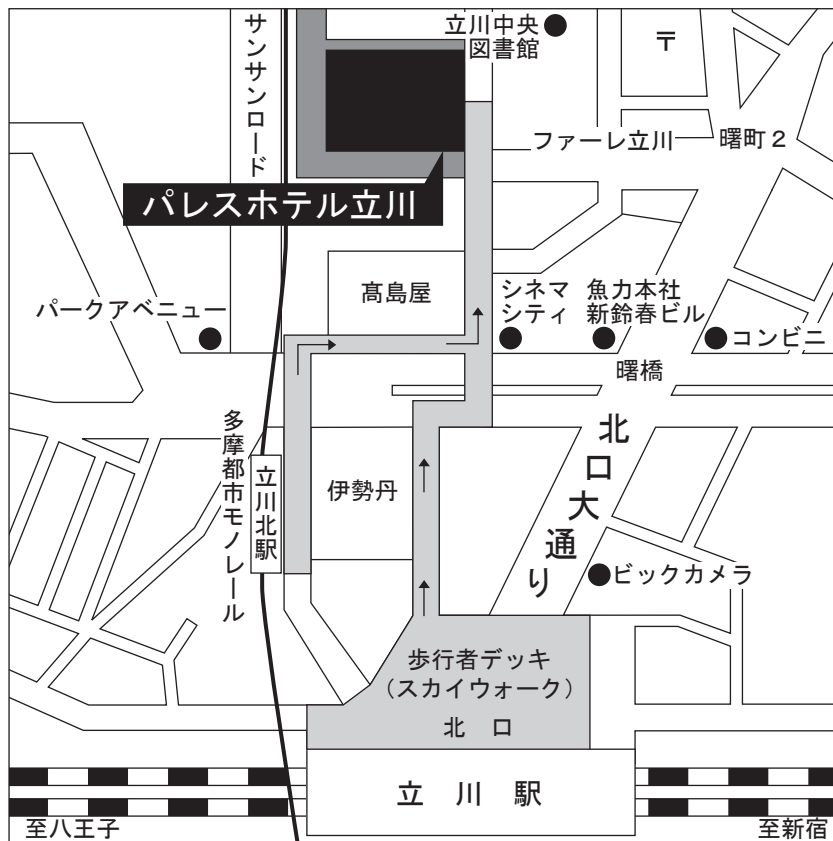 サンサンロード
立川中央
図書館
〒
ファーレ立川
曙町2
パレスホテル立川
髙島屋
パークアベニュー
シネマ
シティ
魚力本社
新鈴春ビル
コンビニ
曙橋
多摩都市モノレール
立川北駅
伊勢丹
北口大通り
ビックカメラ
歩行者デッキ
（スカイウォーク）
北　口
立　川　駅
至八王子
至新宿